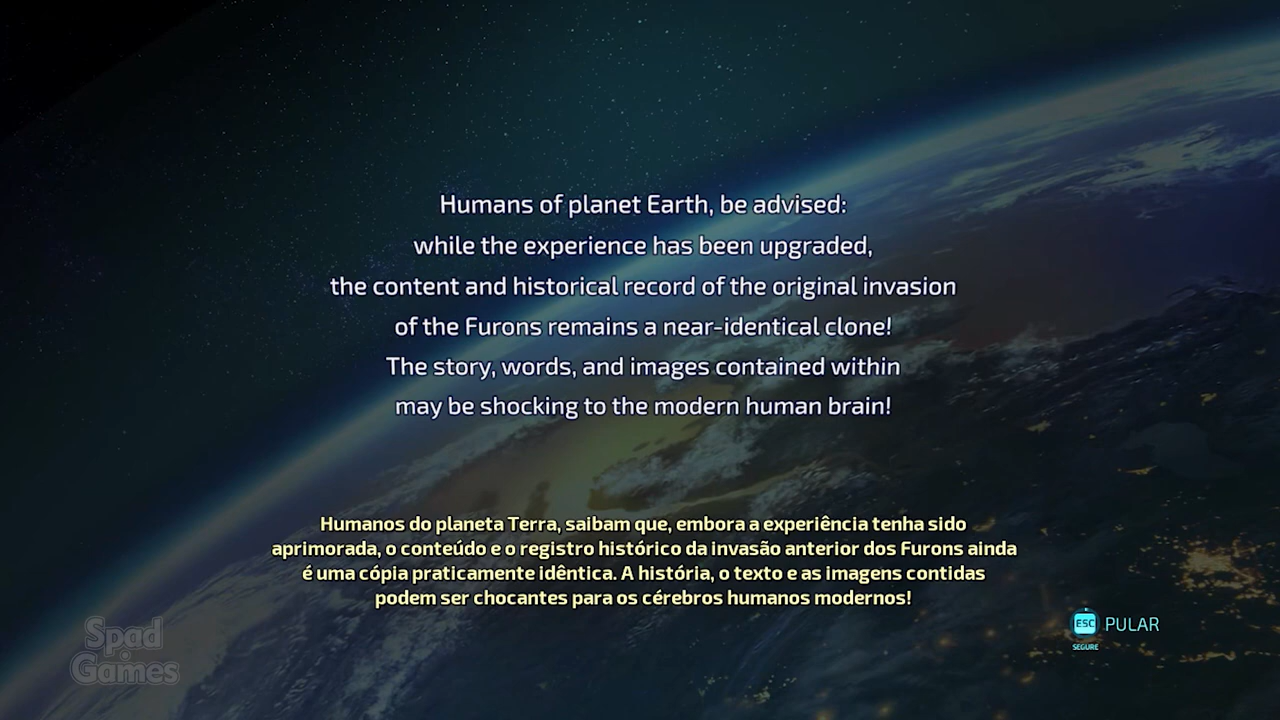 Humans of planet Earth, be advised:
while the experience has been upgraded,
the content and historical record of the original invasion
of the Furons remains a near-identical clone!
The story, words, and images contained within
may be shocking to the modern human brain!
Humanos do planeta Terra, saibam que, embora a experiência tenha sido
aprimorada, o conteúdo e o registro histórico da invasão anterior dos Furons ainda
é uma cópia praticamente idêntica. A história, o texto e as imagens contidas
podem ser chocantes para os cérebros humanos modernos!
ESC PULAR
SEGURE
Spad
Games